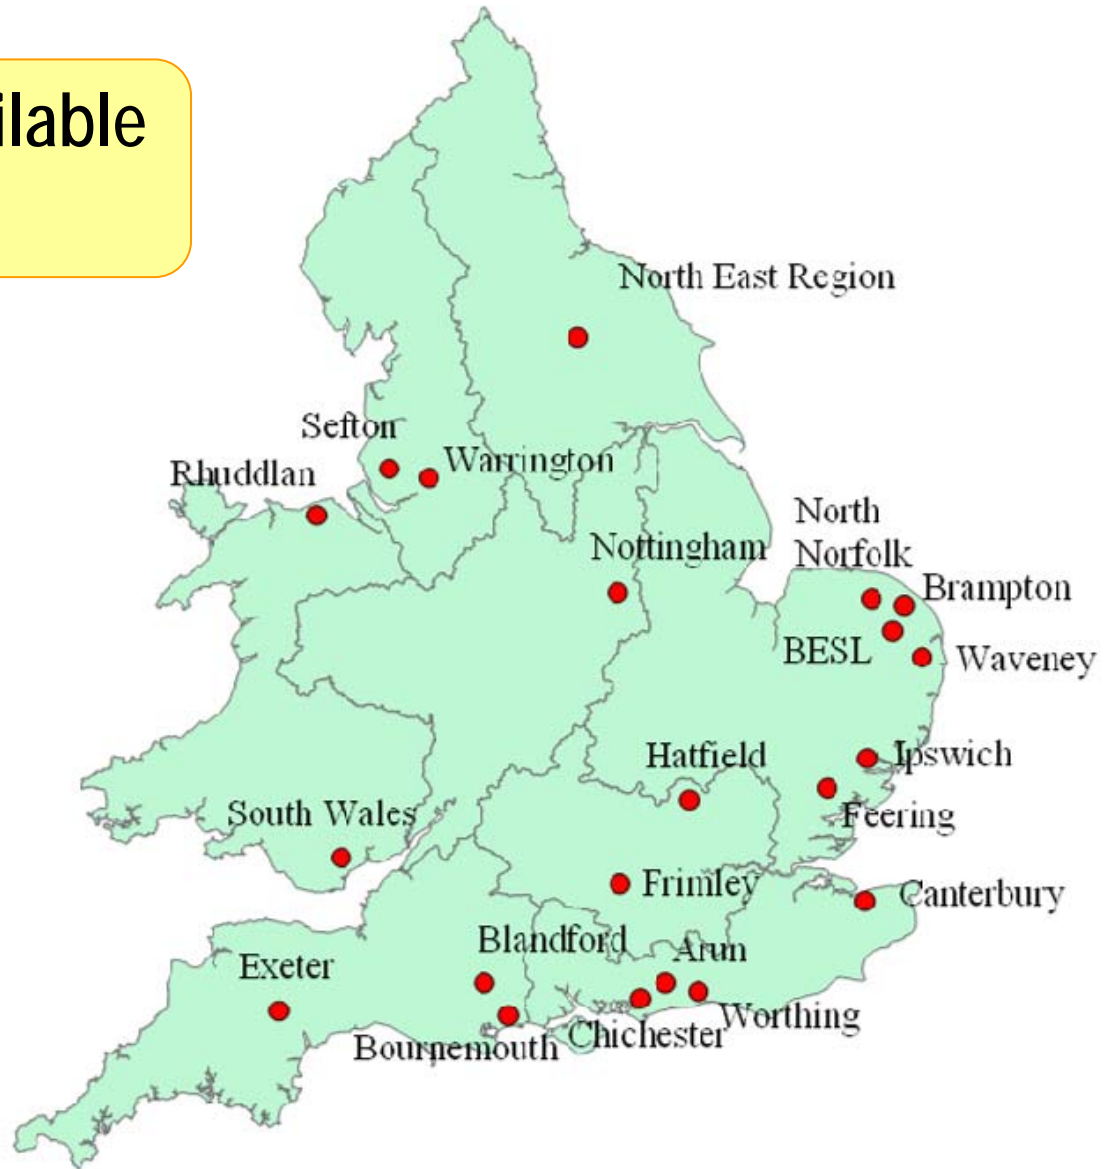 North East Region
Sefton
Warrington
Rhuddlan
North
Norfolk
Nottingham
Brampton
BESL
Waveney
Hatfield
Ipswich
South Wales
Feering
Frimley
Canterbury
Blandford
Arun
Exeter
Worthing
Chichester
Bournemouth